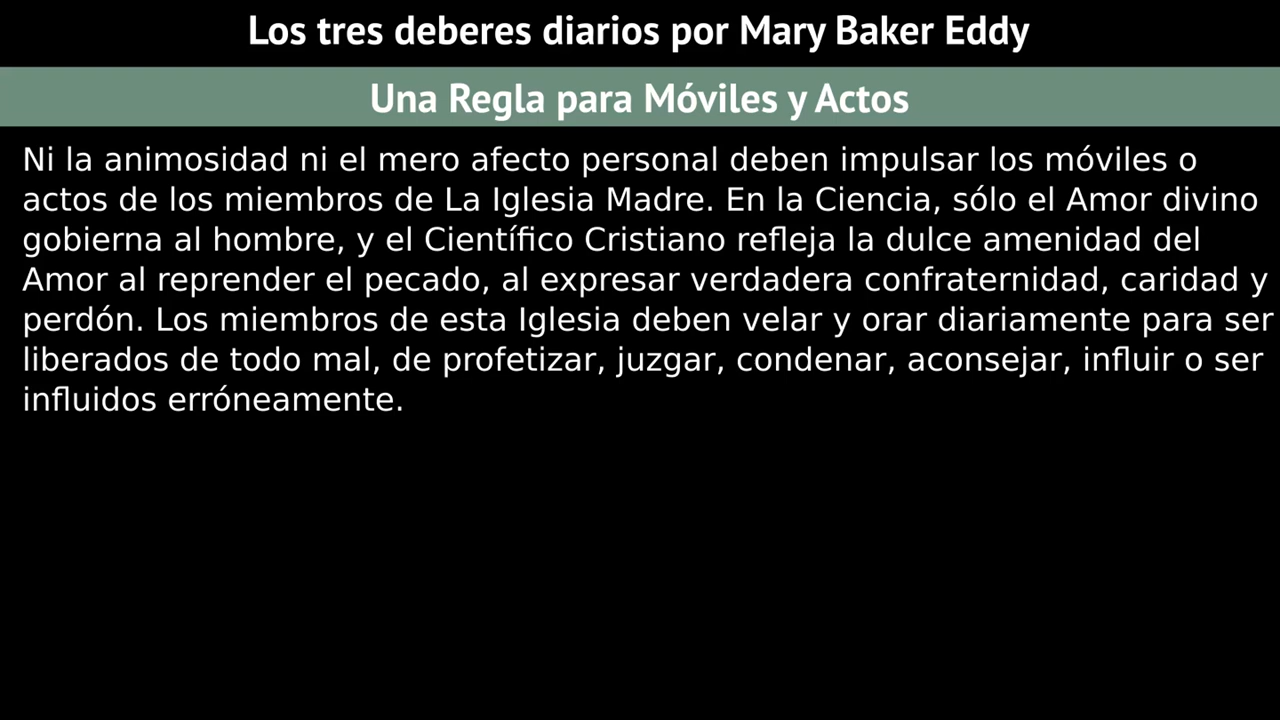 Los tres deberes diarios por Mary Baker Eddy
Una Regla para Móviles y Actos
Ni la animosidad ni el mero afecto personal deben impulsar los móviles o
actos de los miembros de La Iglesia Madre. En la Ciencia, sólo el Amor divino
gobierna al hombre, y el Científico Cristiano refleja la dulce amenidad del
Amor al reprender el pecado, al expresar verdadera confraternidad, caridad y
perdón. Los miembros de esta Iglesia deben velar y orar diariamente para ser
liberados de todo mal, de profetizar, juzgar, condenar, aconsejar, influir o ser
influidos erróneamente.